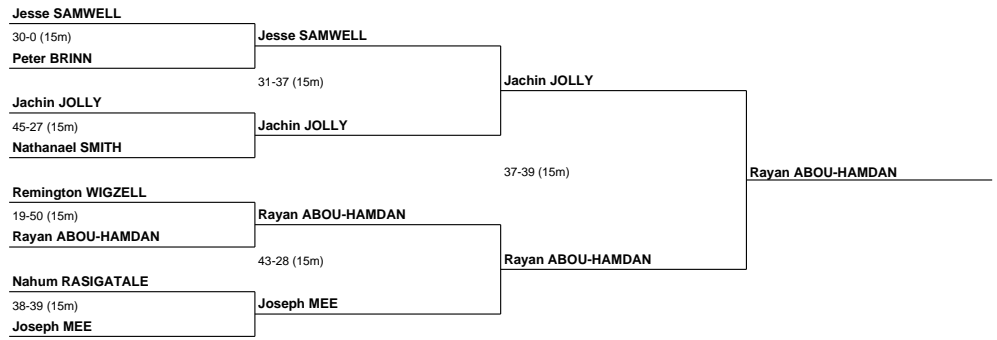 Jesse SAMWELL
30-0 (15m)
Peter BRINN
Jesse SAMWELL
31-37 (15m)
Jachin JOLLY
45-27 (15m)
Nathanael SMITH
Jachin JOLLY
Jachin JOLLY
37-39 (15m)
Rayan ABOU-HAMDAN
Remington WIGZELL
19-50 (15m)
Rayan ABOU-HAMDAN
Rayan ABOU-HAMDAN
43-28 (15m)
Rayan ABOU-HAMDAN
Nahum RASIGATALE
38-39 (15m)
Joseph MEE
Joseph MEE